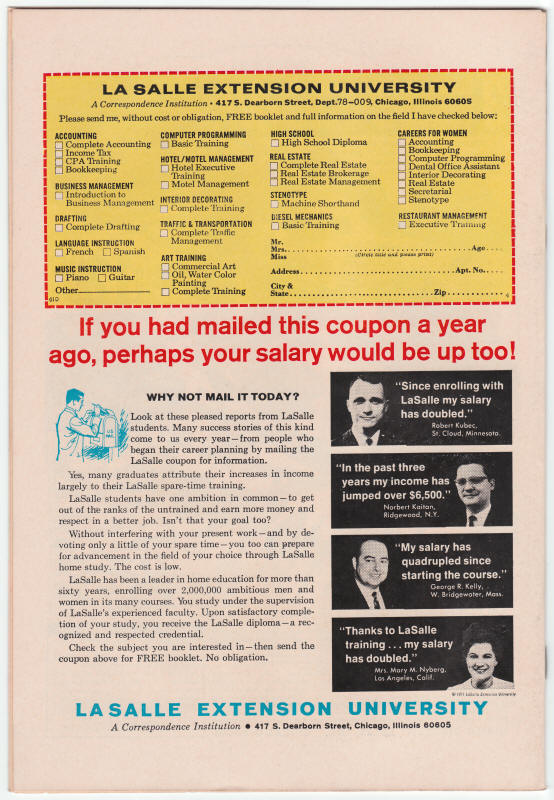 LA SALLE EXTENSION UNIVERSITY
A Correspondence Institution • 417 S. Dearborn Street, Dept.78-009, Chicago, Illinois 60605
Please send me, without cost or obligation, FREE booklet and full information on the field I have checked below:
ACCOUNTING
Complete Accounting
Income Tax
CPA Training
Bookkeeping
BUSINESS MANAGEMENT
Introduction to
Business Management
DRAFTING
Complete Drafting
LANGUAGE INSTRUCTION
French Spanish
MUSIC INSTRUCTION
Piano Guitar
Other
610
COMPUTER PROGRAMMING
Basic Training
HOTEL/MOTEL MANAGEMENT
Hotel Executive
Training
Motel Management
INTERIOR DECORATING
Complete Training
TRAFFIC & TRANSPORTATION
Complete Traffic
Management
ART TRAINING
Commercial Art
Oil, Water Color
Painting
Complete Training
HIGH SCHOOL
High School Diploma
REAL ESTATE
Complete Real Estate
Real Estate Brokerage
Real Estate Management
STENOTYPE
Machine Shorthand
DIESEL MECHANICS
Basic Training
CAREERS FOR WOMEN
Accounting
Bookkeeping
Computer Programming
Dental Office Assistant
Interior Decorating
Real Estate
Secretarial
Stenotype
RESTAURANT MANAGEMENT
Executive Training
Mr.
Mrs. Age
Miss (Write title and please print)
Address Apt. No.
City &
State Zip
4
If you had mailed this coupon a year
ago, perhaps your salary would be up too!
U.S. MAIL
WHY NOT MAIL IT TODAY?
Look at these pleased reports from LaSalle
students. Many success stories of this kind
come to us every year—from people who
began their career planning by mailing the
LaSalle coupon for information.
Yes, many graduates attribute their increases in income
largely to their LaSalle spare-time training.
LaSalle students have one ambition in common—to get
out of the ranks of the untrained and earn more money and
respect in a better job. Isn't that your goal too?
Without interfering with your present work—and by de-
voting only a little of your spare time—you too can prepare
for advancement in the field of your choice through LaSalle
home study. The cost is low.
LaSalle has been a leader in home education for more than
sixty years, enrolling over 2,000,000 ambitious men and
women in its many courses. You study under the supervision
of LaSalle's experienced faculty. Upon satisfactory comple-
tion of your study, you receive the LaSalle diploma—a rec-
ognized and respected credential.
Check the subject you are interested in—then send the
coupon above for FREE booklet. No obligation.
"Since enrolling with
LaSalle my salary
has doubled."
Robert Kubec,
St. Cloud, Minnesota.
"In the past three
years my income has
jumped over $6,500."
Norbert Kaitan,
Ridgewood, N.Y.
"My salary has
quadrupled since
starting the course."
George R. Kelly,
W. Bridgewater, Mass.
"Thanks to LaSalle
training . . . my salary
has doubled."
Mrs. Mary M. Nyberg,
Los Angeles, Calif.
© 1971 LaSalle Extension University
LA SALLE EXTENSION UNIVERSITY
A Correspondence Institution • 417 S. Dearborn Street, Chicago, Illinois 60605